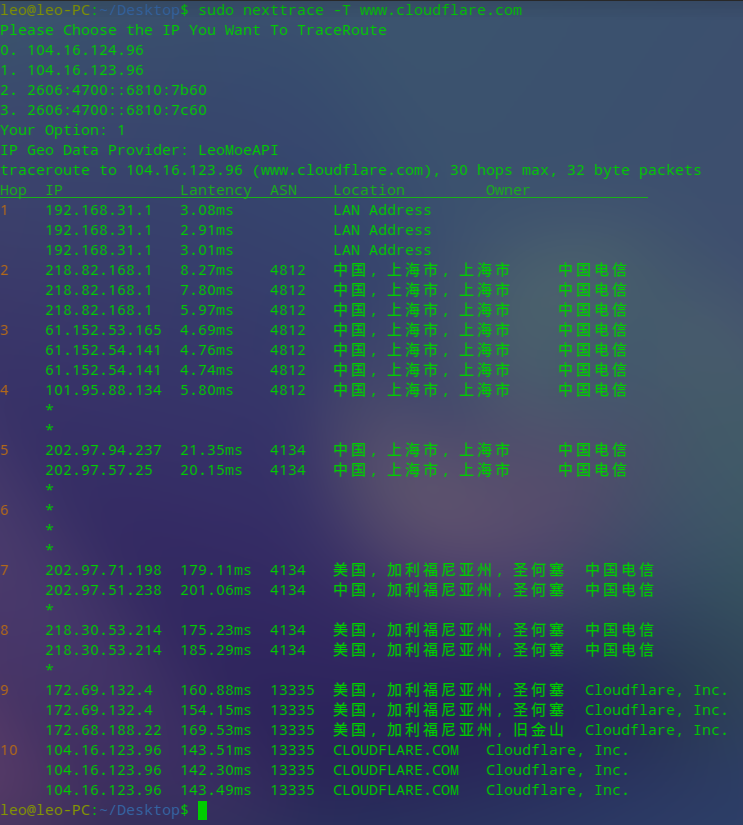 leo@leo-PC:~/Desktop$ sudo nexttrace -T www.cloudflare.com
Please Choose the IP You Want To TraceRoute
0. 104.16.124.96
1. 104.16.123.96
2. 2606:4700::6810:7b60
3. 2606:4700::6810:7c60
Your Option: 1
IP Geo Data Provider: LeoMoeAPI
traceroute to 104.16.123.96 (www.cloudflare.com), 30 hops max, 32 byte packets
Hop IP Lantency ASN Location Owner
1 192.168.31.1 3.08ms LAN Address
192.168.31.1 2.91ms LAN Address
192.168.31.1 3.01ms LAN Address
2 218.82.168.1 8.27ms 4812 中国, 上海市, 上海市 中国电信
218.82.168.1 7.80ms 4812 中国, 上海市, 上海市 中国电信
218.82.168.1 5.97ms 4812 中国, 上海市, 上海市 中国电信
3 61.152.53.165 4.69ms 4812 中国, 上海市, 上海市 中国电信
61.152.54.141 4.76ms 4812 中国, 上海市, 上海市 中国电信
61.152.54.141 4.74ms 4812 中国, 上海市, 上海市 中国电信
4 101.95.88.134 5.80ms 4812 中国, 上海市, 上海市 中国电信
*
*
5 202.97.94.237 21.35ms 4134 中国, 上海市, 上海市 中国电信
202.97.57.25 20.15ms 4134 中国, 上海市, 上海市 中国电信
*
6 *
*
*
7 202.97.71.198 179.11ms 4134 美国, 加利福尼亚州, 圣何塞 中国电信
202.97.51.238 201.06ms 4134 中国, 加利福尼亚州, 圣何塞 中国电信
*
8 218.30.53.214 175.23ms 4134 美国, 加利福尼亚州, 圣何塞 中国电信
218.30.53.214 185.29ms 4134 美国, 加利福尼亚州, 圣何塞 中国电信
*
9 172.69.132.4 160.88ms 13335 美国, 加利福尼亚州, 圣何塞 Cloudflare, Inc.
172.69.132.4 154.15ms 13335 美国, 加利福尼亚州, 圣何塞 Cloudflare, Inc.
172.68.188.22 169.53ms 13335 美国, 加利福尼亚州, 旧金山 Cloudflare, Inc.
10 104.16.123.96 143.51ms 13335 CLOUDFLARE.COM Cloudflare, Inc.
104.16.123.96 142.30ms 13335 CLOUDFLARE.COM Cloudflare, Inc.
104.16.123.96 143.49ms 13335 CLOUDFLARE.COM Cloudflare, Inc.
leo@leo-PC:~/Desktop$